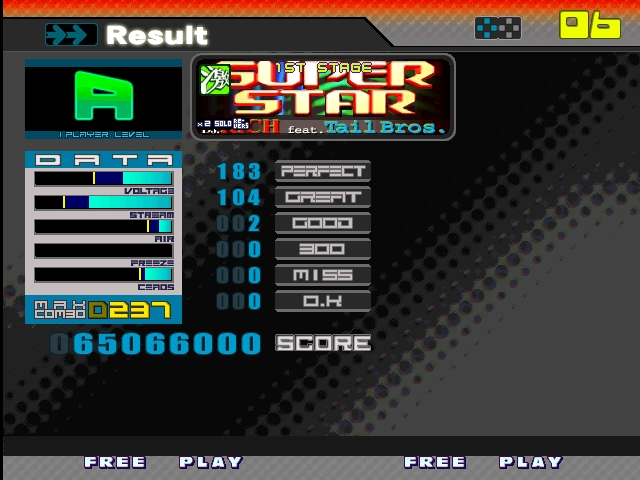 Result
06
A
1 PLAYER LEVEL
1ST STAGE
激
SUPER
STAR
x2 SOLO
feat. Tail Bros.
DATA
VOLTAGE
STREAM
AIR
FREEZE
CHAOS
MAX
COMBO 0237
183 PERFECT
104 GREAT
002 GOOD
000 BOO
000 MISS
000 O.K
065066000 SCORE
FREE PLAY
FREE PLAY